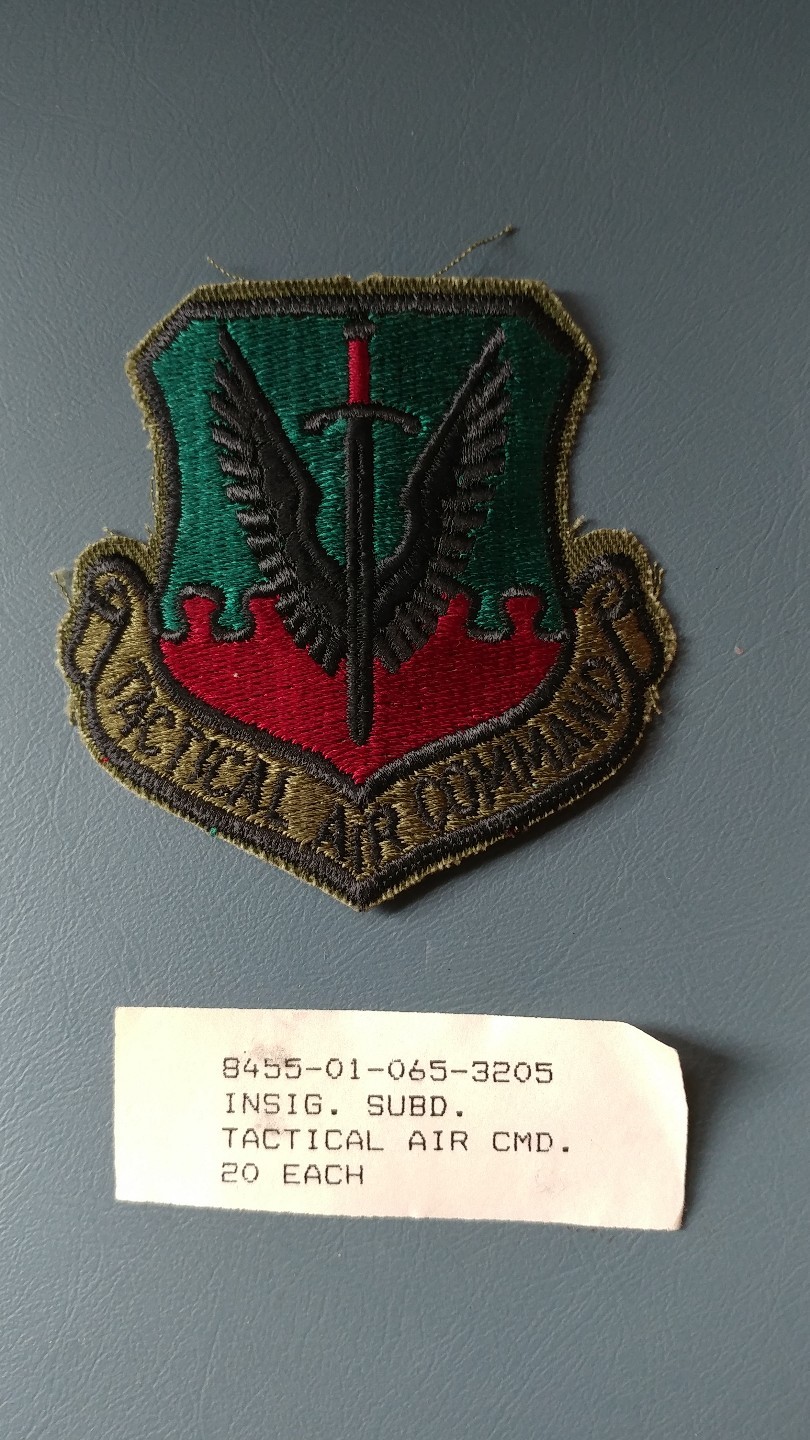 TACTICAL AIR COMMAND
8455-01-065-3205
INSIG. SUBD.
TACTICAL AIR CMD.
20 EACH